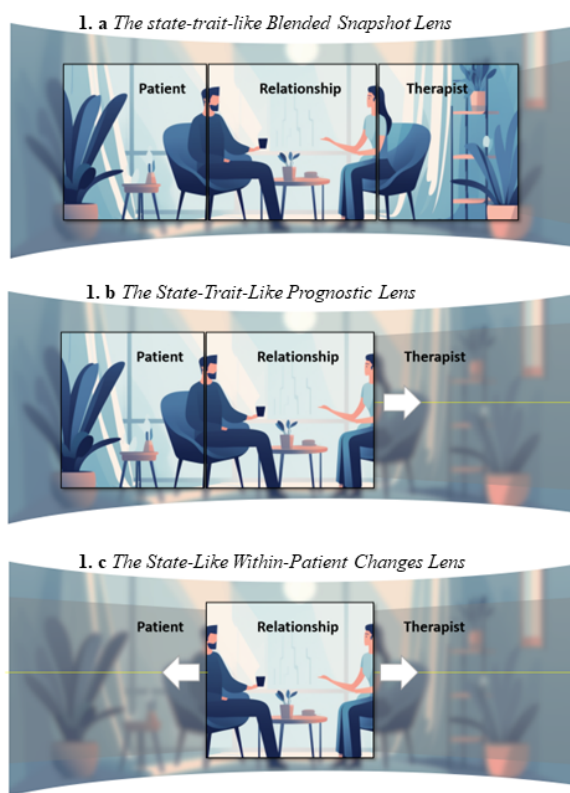 1. a The state-trait-like Blended Snapshot Lens
Patient Relationship Therapist
1. b The State-Trait-Like Prognostic Lens
Patient Relationship Therapist
1. c The State-Like Within-Patient Changes Lens
Patient Relationship Therapist